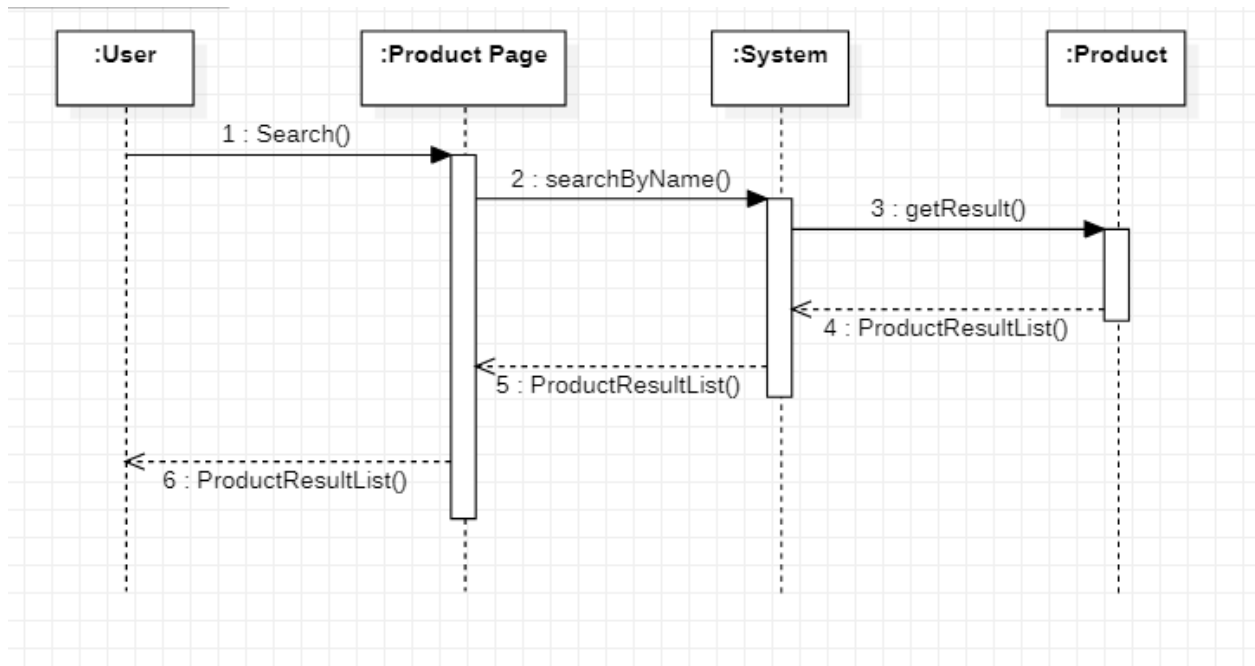 :User
:Product Page
:System
:Product
1 : Search()
2 : searchByName()
3 : getResult()
4 : ProductResultList()
5 : ProductResultList()
6 : ProductResultList()